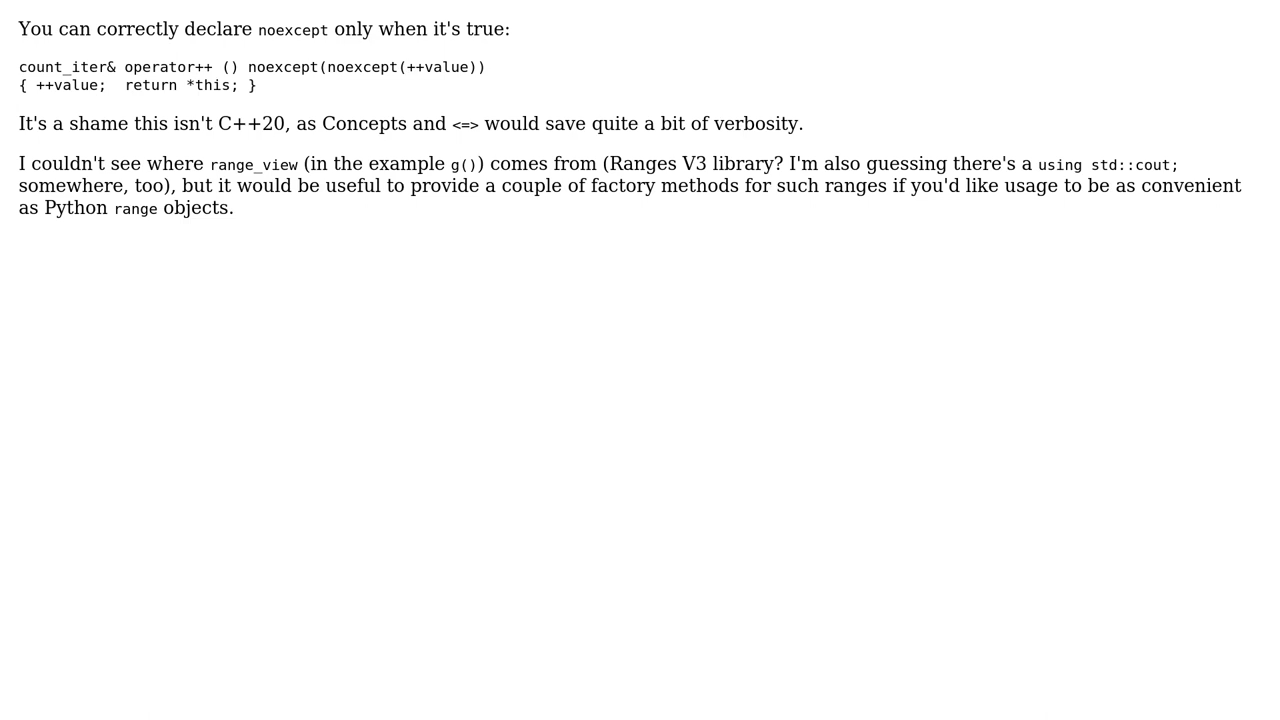 You can correctly declare noexcept only when it's true:
count_iter& operator++ () noexcept(noexcept(++value))
{ ++value;  return *this; }
It's a shame this isn't C++20, as Concepts and <=> would save quite a bit of verbosity.
I couldn't see where range_view (in the example g()) comes from (Ranges V3 library? I'm also guessing there's a using std::cout;
somewhere, too), but it would be useful to provide a couple of factory methods for such ranges if you'd like usage to be as convenient
as Python range objects.